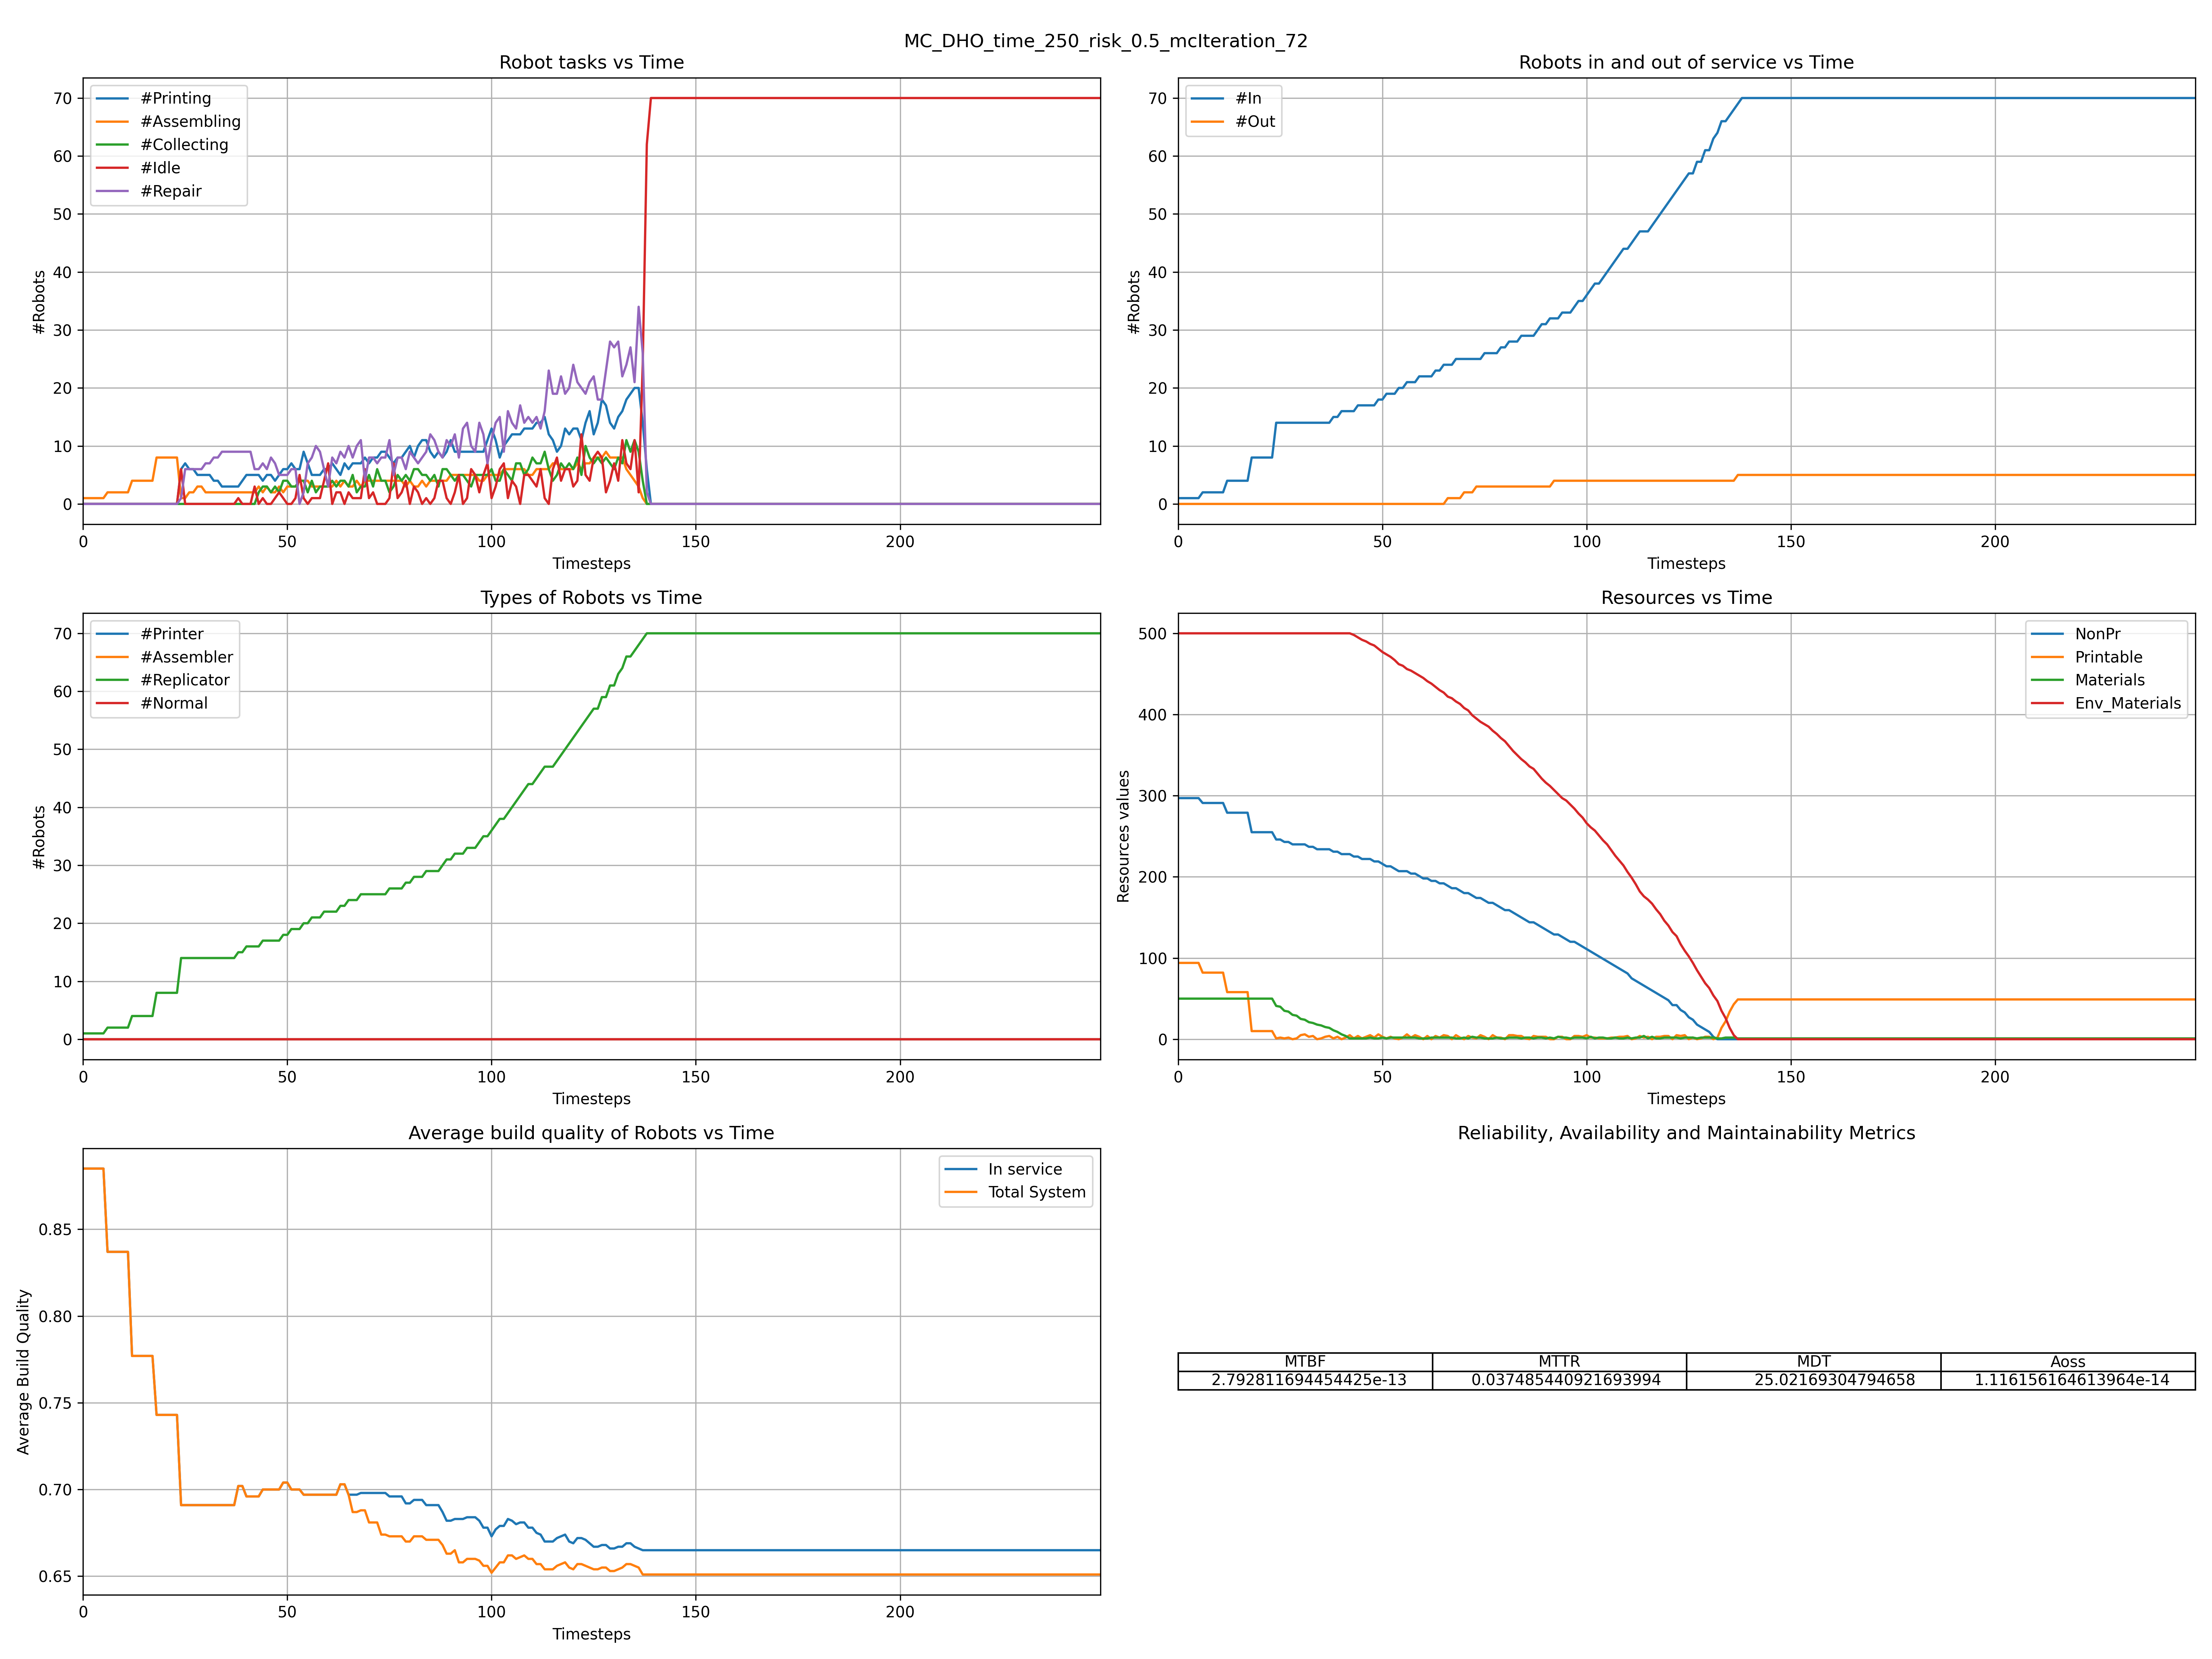 MC_DHO_time_250_risk_0.5_mcIteration_72
Robot tasks vs Time
#Robots
70
60
50
40
30
20
10
0
#Printing
#Assembling
#Collecting
#Idle
#Repair
0 50 100 150 200
Timesteps
Robots in and out of service vs Time
#Robots
70
60
50
40
30
20
10
0
#In
#Out
0 50 100 150 200
Timesteps
Types of Robots vs Time
#Robots
70
60
50
40
30
20
10
0
#Printer
#Assembler
#Replicator
#Normal
0 50 100 150 200
Timesteps
Resources vs Time
Resources values
500
400
300
200
100
0
NonPr
Printable
Materials
Env_Materials
0 50 100 150 200
Timesteps
Average build quality of Robots vs Time
Average Build Quality
0.85
0.80
0.75
0.70
0.65
In service
Total System
0 50 100 150 200
Timesteps
Reliability, Availability and Maintainability Metrics
MTBF MTTR MDT Aoss
2.792811694454425e-13 0.037485440921693994 25.02169304794658 1.116156164613964e-14